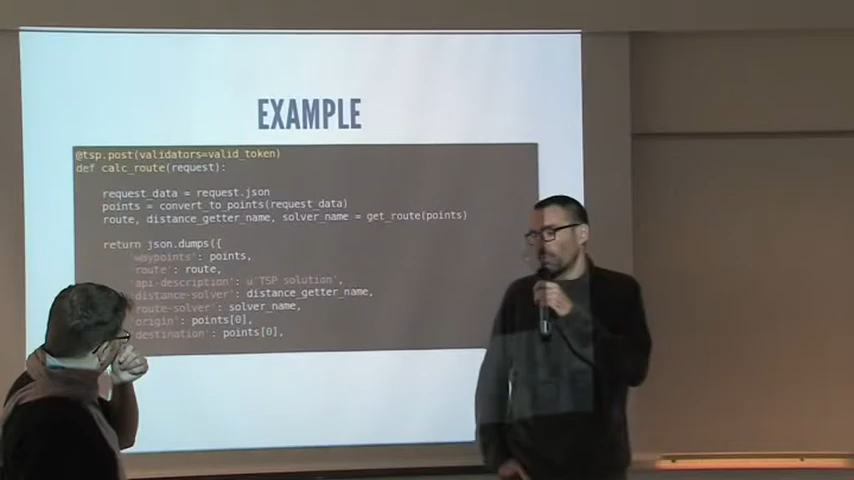 EXAMPLE
@tsp.post(validators=valid_token)
def calc_route(request):
request_data = request.json
points = convert_to_points(request_data)
route, distance_getter_name, solver_name = get_route(points)
return json.dumps({
'waypoints': points,
'route': route,
'api-description': u'TSP solution',
'distance-solver': distance_getter_name,
'route-solver': solver_name,
'origin': points[0],
'destination': points[0],